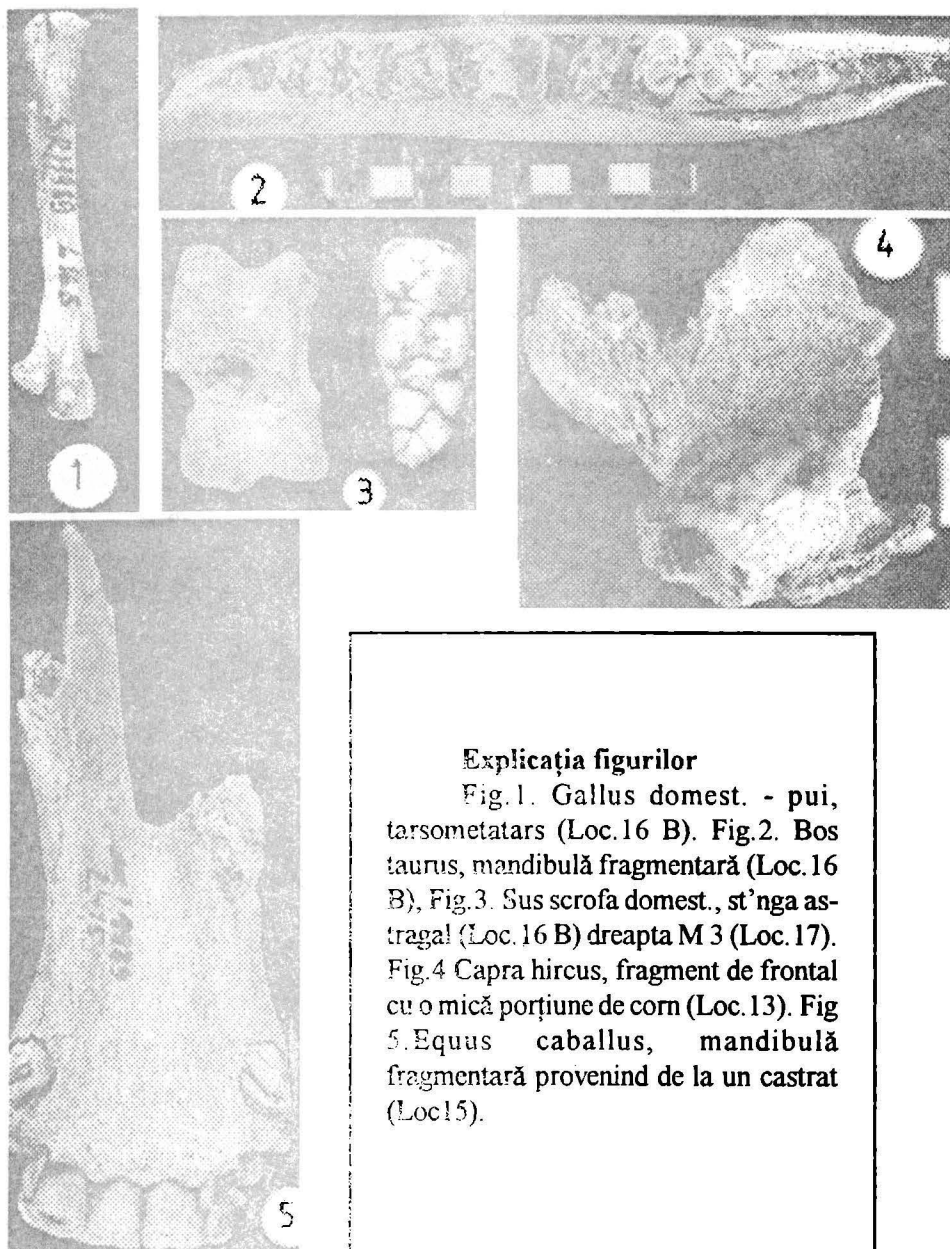 1
2
3
4
5
Explicația figurilor
Fig.1. Gallus domest. - pui,
tarsometatars (Loc.16 B). Fig.2. Bos
taurus, mandibulă fragmentară (Loc.16
B), Fig.3. Sus scrofa domest., st'nga as-
tragal (Loc.16 B) dreapta M 3 (Loc.17).
Fig.4 Capra hircus, fragment de frontal
cu o mică porțiune de corn (Loc.13). Fig
5.Equus caballus, mandibulă
fragmentară provenind de la un castrat
(Loc15).